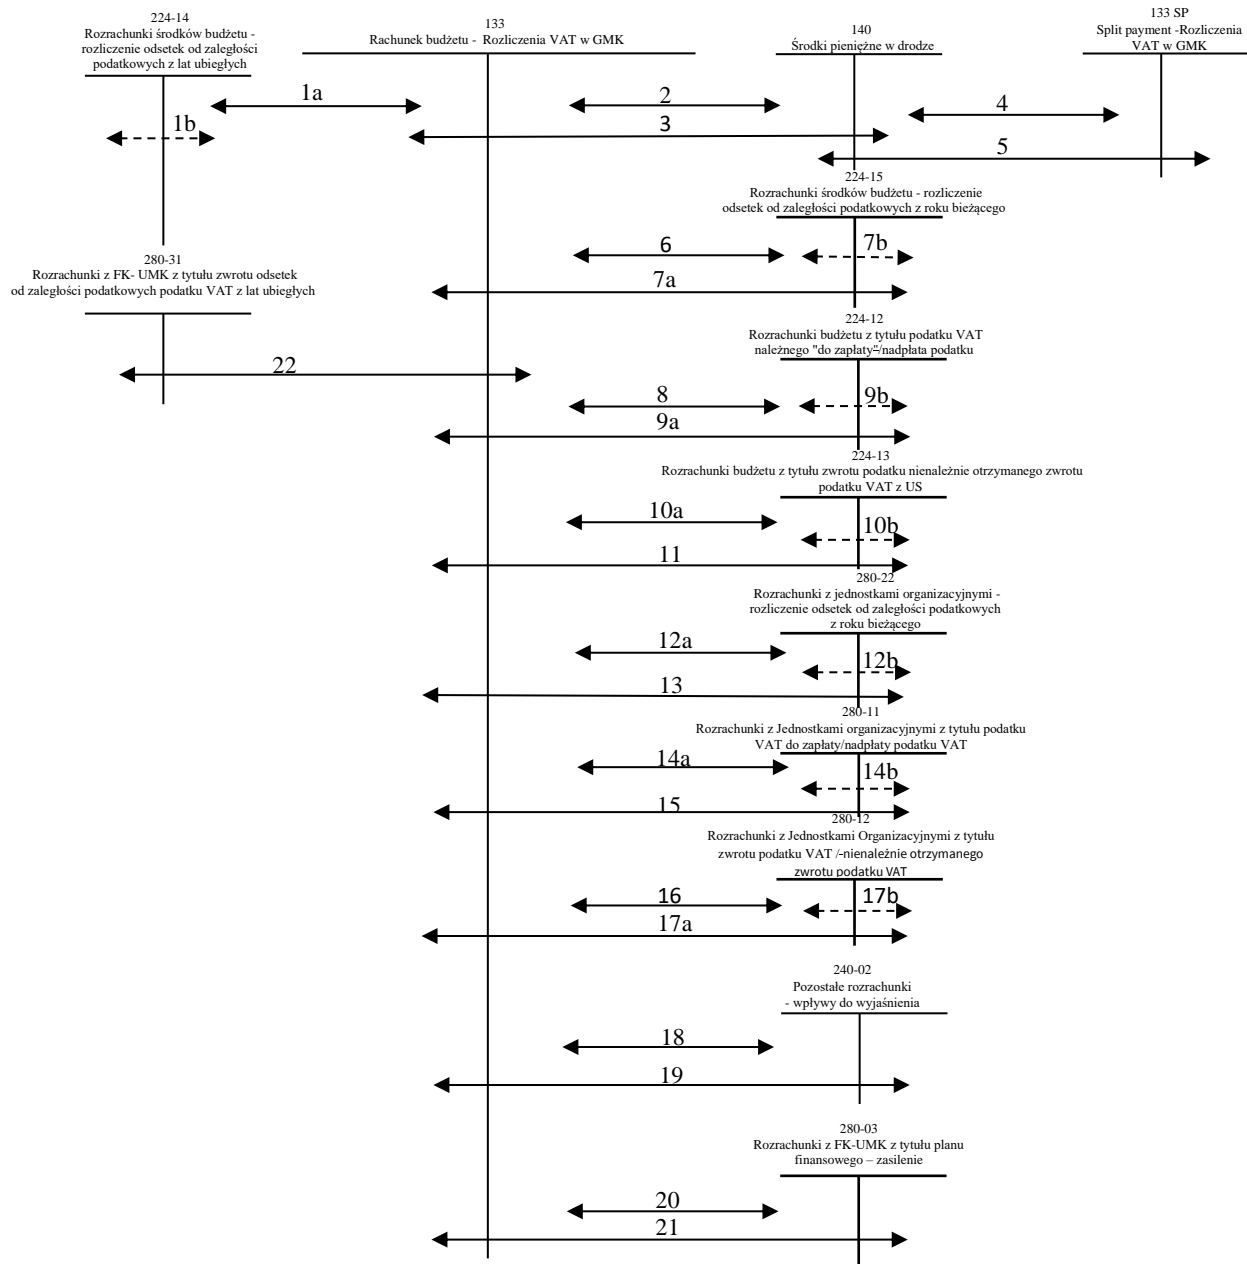 224-14
Rozrachunki środków budżetu -
rozliczenie odsetek od zaległości
podatkowych z lat ubiegłych
133
Rachunek budżetu - Rozliczenia VAT w GMK
140
Środki pieniężne w drodze
133 SP
Split payment -Rozliczenia
VAT w GMK
1a
1b
2
3
4
5
224-15
Rozrachunki środków budżetu - rozliczenie
odsetek od zaległości podatkowych z roku bieżącego
6
7b
7a
280-31
Rozrachunki z FK- UMK z tytułu zwrotu odsetek
od zaległości podatkowych podatku VAT z lat ubiegłych
22
224-12
Rozrachunki budżetu z tytułu podatku VAT
należnego "do zapłaty"/nadpłata podatku
8
9b
9a
224-13
Rozrachunki budżetu z tytułu zwrotu podatku nienależnie otrzymanego zwrotu
podatku VAT z US
10a
10b
11
280-22
Rozrachunki z jednostkami organizacyjnymi -
rozliczenie odsetek od zaległości podatkowych
z roku bieżącego
12a
12b
13
280-11
Rozrachunki z Jednostkami organizacyjnymi z tytułu podatku
VAT do zapłaty/nadpłaty podatku VAT
14a
14b
15
280-12
Rozrachunki z Jednostkami Organizacyjnymi z tytułu
zwrotu podatku VAT /-nienależnie otrzymanego
zwrotu podatku VAT
16
17b
17a
240-02
Pozostałe rozrachunki
- wpływy do wyjaśnienia
18
19
280-03
Rozrachunki z FK-UMK z tytułu planu
finansowego – zasilenie
20
21